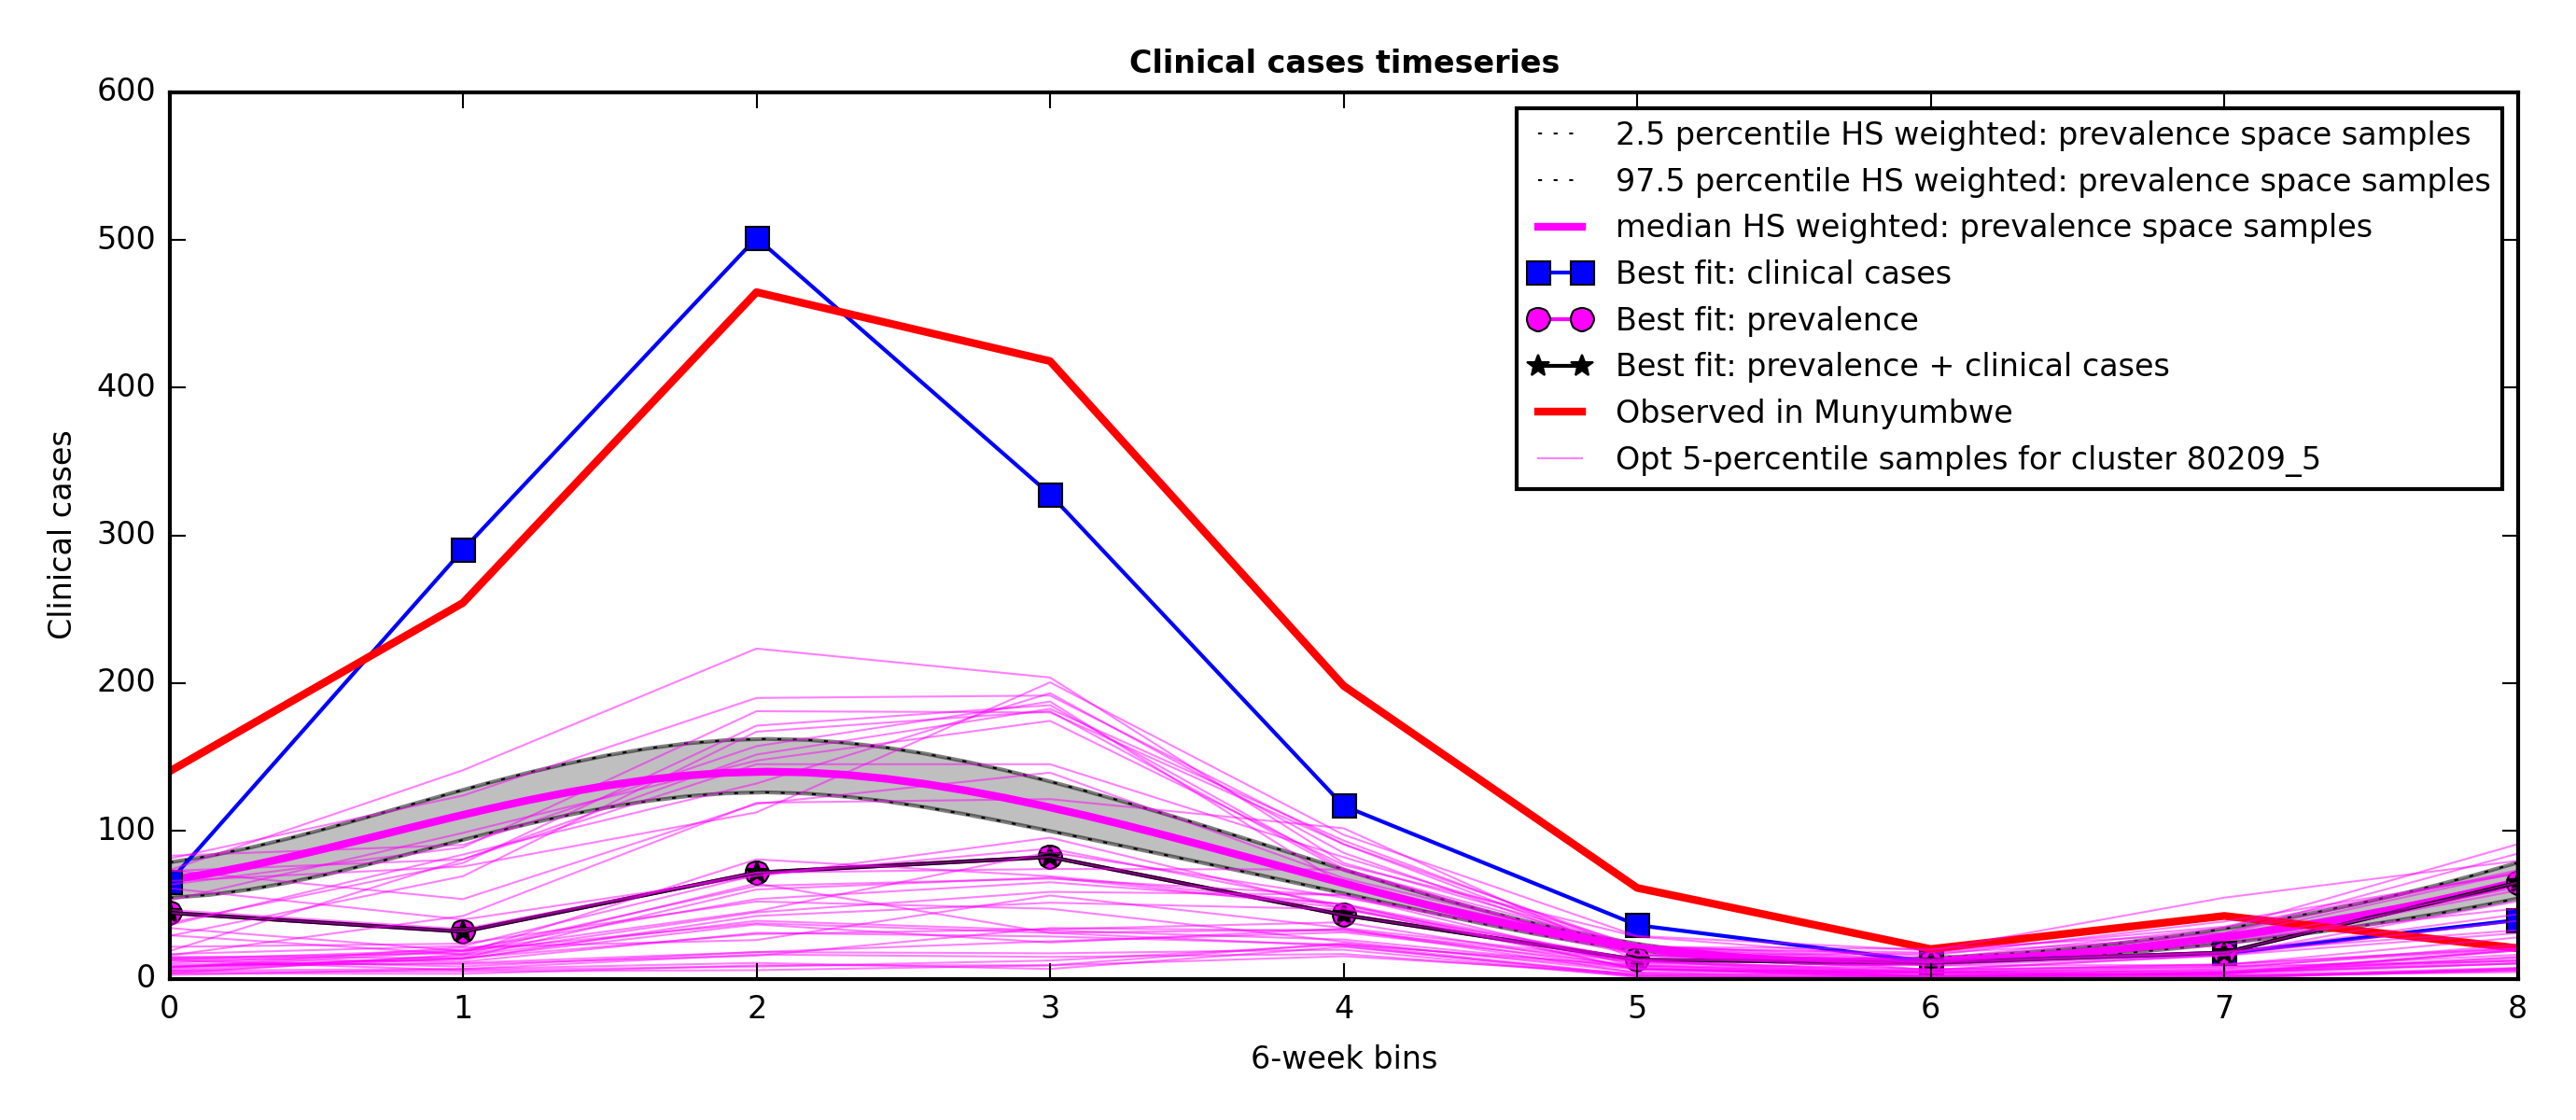 Clinical cases timeseries
600
500
400
300
200
100
0
Clinical cases
2.5 percentile HS weighted: prevalence space samples
97.5 percentile HS weighted: prevalence space samples
median HS weighted: prevalence space samples
Best fit: clinical cases
Best fit: prevalence
Best fit: prevalence + clinical cases
Observed in Munyumbwe
Opt 5-percentile samples for cluster 80209_5
0 1 2 3 4 5 6 7 8
6-week bins